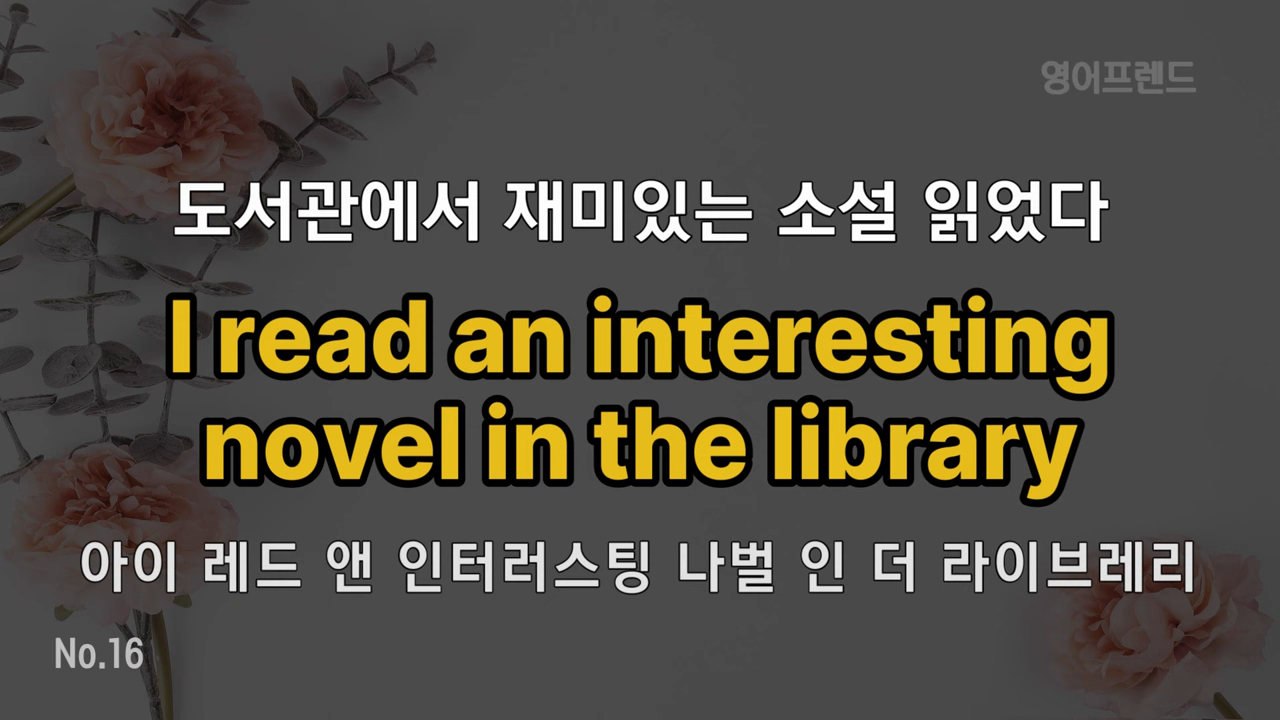 영어프렌드
도서관에서 재미있는 소설 읽었다
I read an interesting
novel in the library
아이 레드 앤 인터러스팅 나벌 인 더 라이브레리
No.16